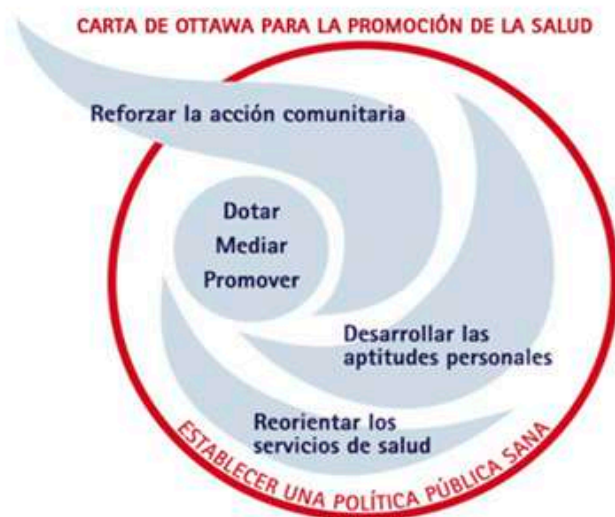 CARTA DE OTTAWA PARA LA PROMOCIÓN DE LA SALUD
Reforzar la acción comunitaria
Dotar
Mediar
Promover
Desarrollar las
aptitudes personales
Reorientar los
servicios de salud
ESTABLECER UNA POLÍTICA PÚBLICA SANA